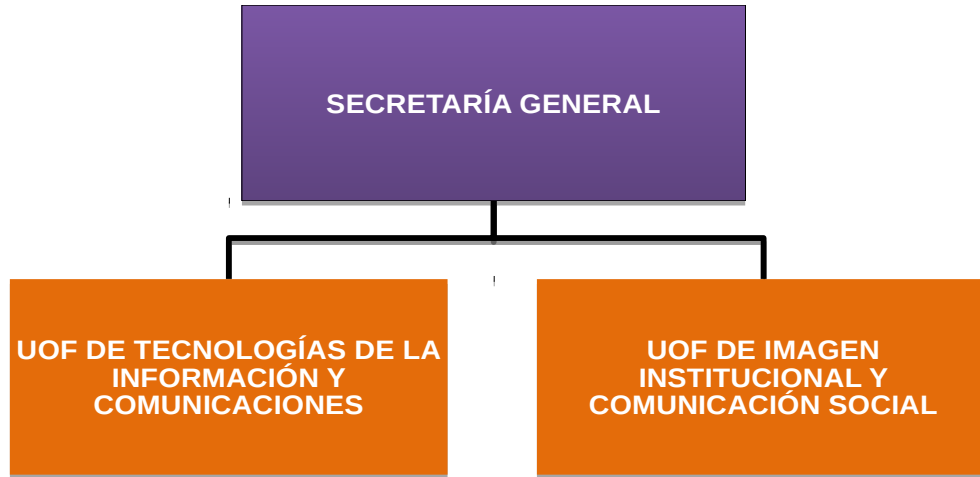 SECRETARÍA GENERAL
UOF DE TECNOLOGÍAS DE LA
INFORMACIÓN Y
COMUNICACIONES
UOF DE IMAGEN
INSTITUCIONAL Y
COMUNICACIÓN SOCIAL